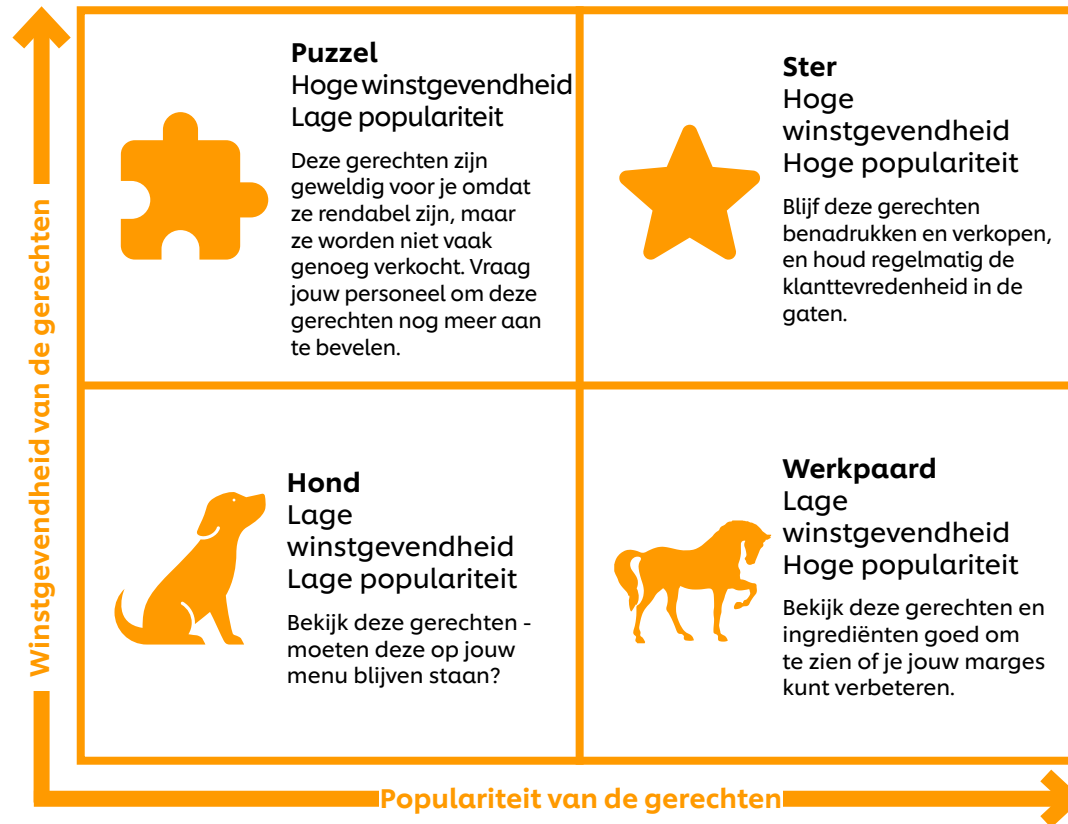 Winstgevendheid van de gerechten
Puzzel
Hoge winstgevendheid
Lage populariteit
Deze gerechten zijn
geweldig voor je omdat
ze rendabel zijn, maar
ze worden niet vaak
genoeg verkocht. Vraag
jouw personeel om deze
gerechten nog meer aan
te bevelen.
Ster
Hoge
winstgevendheid
Hoge populariteit
Blijf deze gerechten
benadrukken en verkopen,
en houd regelmatig de
klanttevredenheid in de
gaten.
Hond
Lage
winstgevendheid
Lage populariteit
Bekijk deze gerechten -
moeten deze op jouw
menu blijven staan?
Werkpaard
Lage
winstgevendheid
Hoge populariteit
Bekijk deze gerechten en
ingrediënten goed om
te zien of je jouw marges
kunt verbeteren.
Populariteit van de gerechten